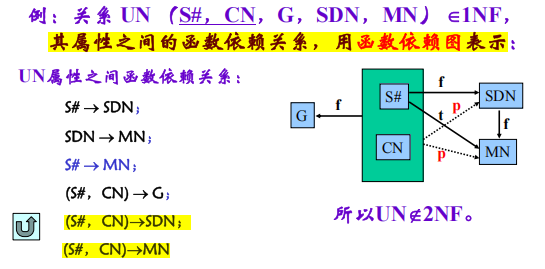 例：关系 UN （S#，CN，G，SDN，MN）∈1NF，
其属性之间的函数依赖关系，用函数依赖图表示：
UN属性之间函数依赖关系：
S# → SDN；
SDN → MN；
S# → MN；
(S#，CN) → G；
(S#，CN)→SDN；
(S#，CN)→MN
G
f
S#
CN
f
p
t
p
SDN
f
MN
所以UN∉2NF。